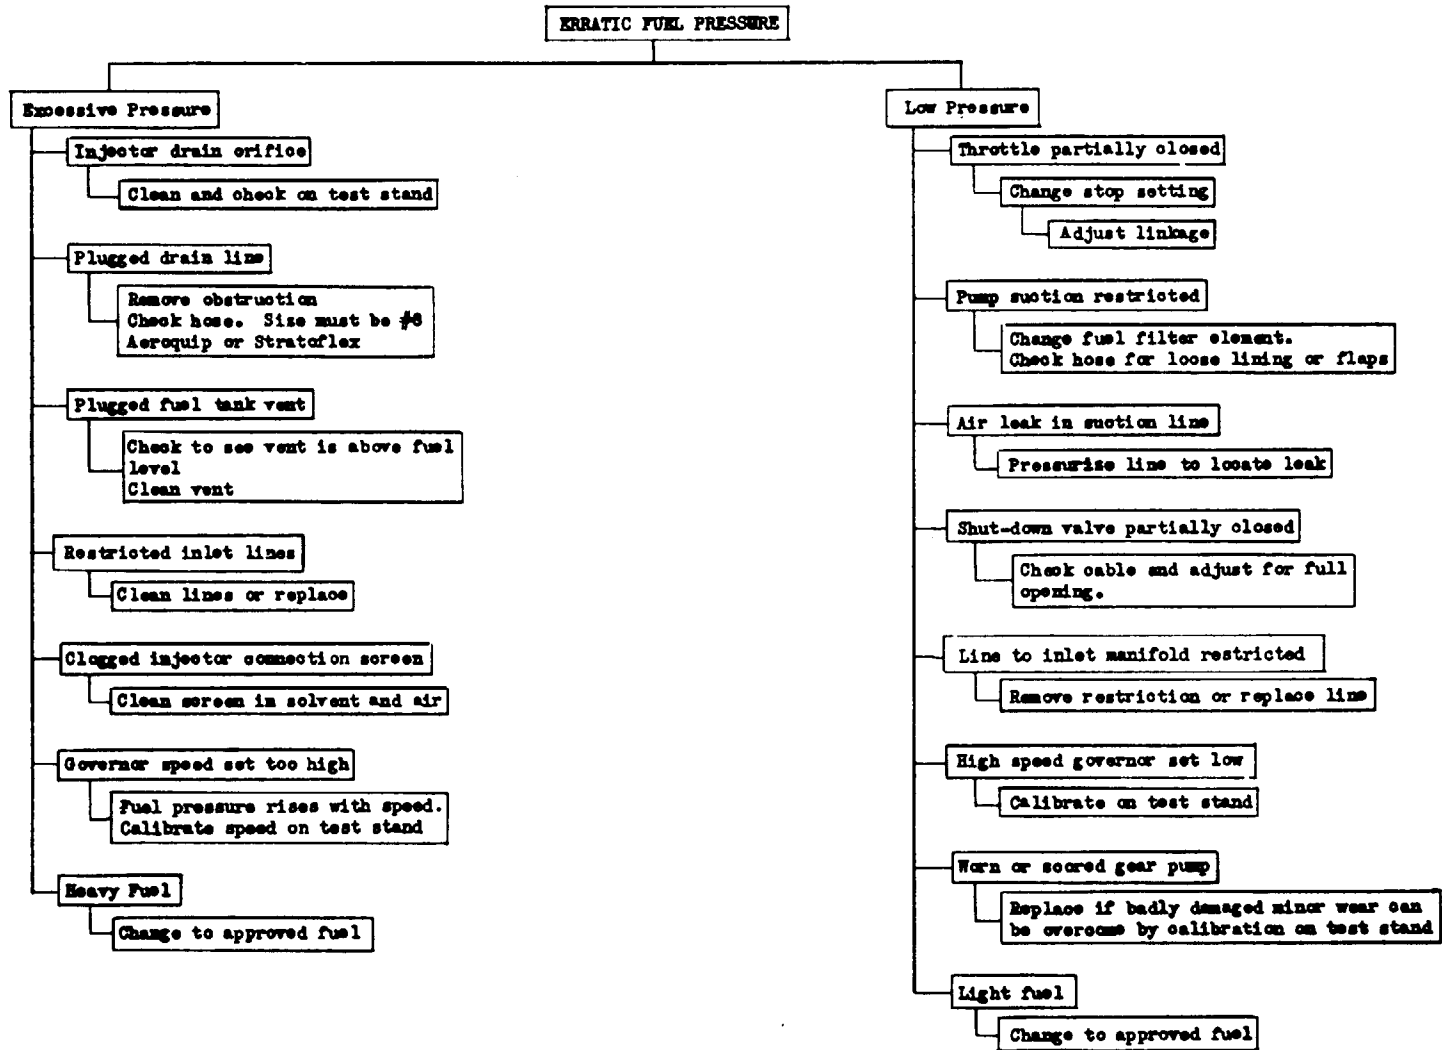 ERRATIC FUEL PRESSURE
Excessive Pressure
Injector drain orifice
Clean and check on test stand
Plugged drain line
Remove obstruction
Check hose. Size must be #8
Aeroquip or Stratoflex
Plugged fuel tank vent
Check to see vent is above fuel
level
Clean vent
Restricted inlet lines
Clean lines or replace
Clogged injector connection screen
Clean screen in solvent and air
Governor speed set too high
Fuel pressure rises with speed.
Calibrate speed on test stand
Heavy Fuel
Change to approved fuel
Low Pressure
Throttle partially closed
Change stop setting
Adjust linkage
Pump suction restricted
Change fuel filter element.
Check hose for loose lining or flaps
Air leak in suction line
Pressurize line to locate leak
Shut-down valve partially closed
Check cable and adjust for full
opening.
Line to inlet manifold restricted
Remove restriction or replace line
High speed governor set low
Calibrate on test stand
Worn or scored gear pump
Replace if badly damaged minor wear can
be overcome by calibration on test stand
Light fuel
Change to approved fuel